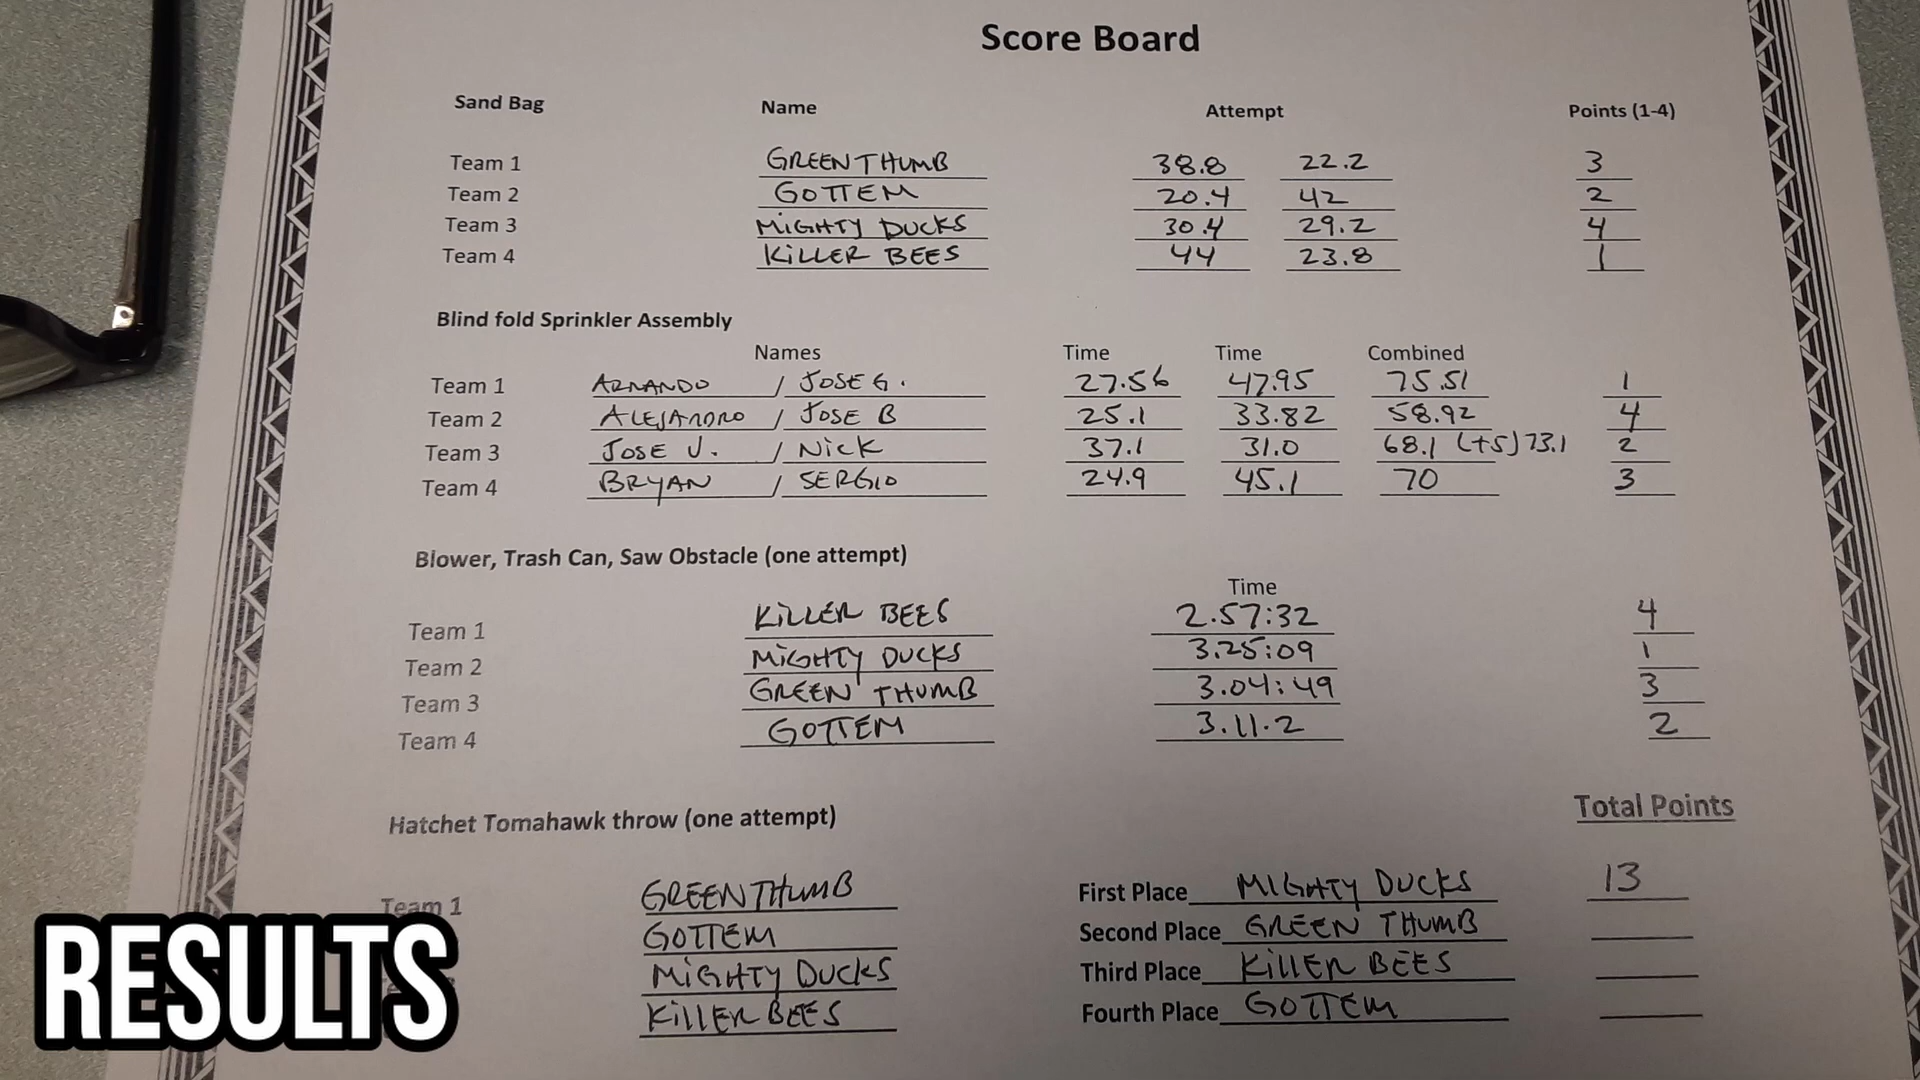 Score Board
Sand Bag Name Attempt Points (1-4)
Team 1 GREEN THUMB 38.8 22.2 3
Team 2 GOTTEM 20.4 42 2
Team 3 MIGHTY DUCKS 30.4 29.2 4
Team 4 KILLER BEES 44 23.8 1
Blind fold Sprinkler Assembly
Names Time Time Combined
Team 1 ARNANDO / JOSE G. 27.56 47.95 75.51 1
Team 2 ALEJANDRO / JOSE B 25.1 33.82 58.92 4
Team 3 JOSE V. / NICK 37.1 31.0 68.1 (+5) 73.1 2
Team 4 BRYAN / SERGIO 24.9 45.1 70 3
Blower, Trash Can, Saw Obstacle (one attempt)
Time
Team 1 KILLER BEES 2.57:32 4
Team 2 MIGHTY DUCKS 3.25:09 1
Team 3 GREEN THUMB 3.04:49 3
Team 4 GOTTEM 3.11.2 2
Hatchet Tomahawk throw (one attempt) Total Points
Team 1 GREEN THUMB First Place MIGHTY DUCKS 13
GOTTEM Second Place GREEN THUMB
MIGHTY DUCKS Third Place KILLER BEES
KILLER BEES Fourth Place GOTTEM
RESULTS